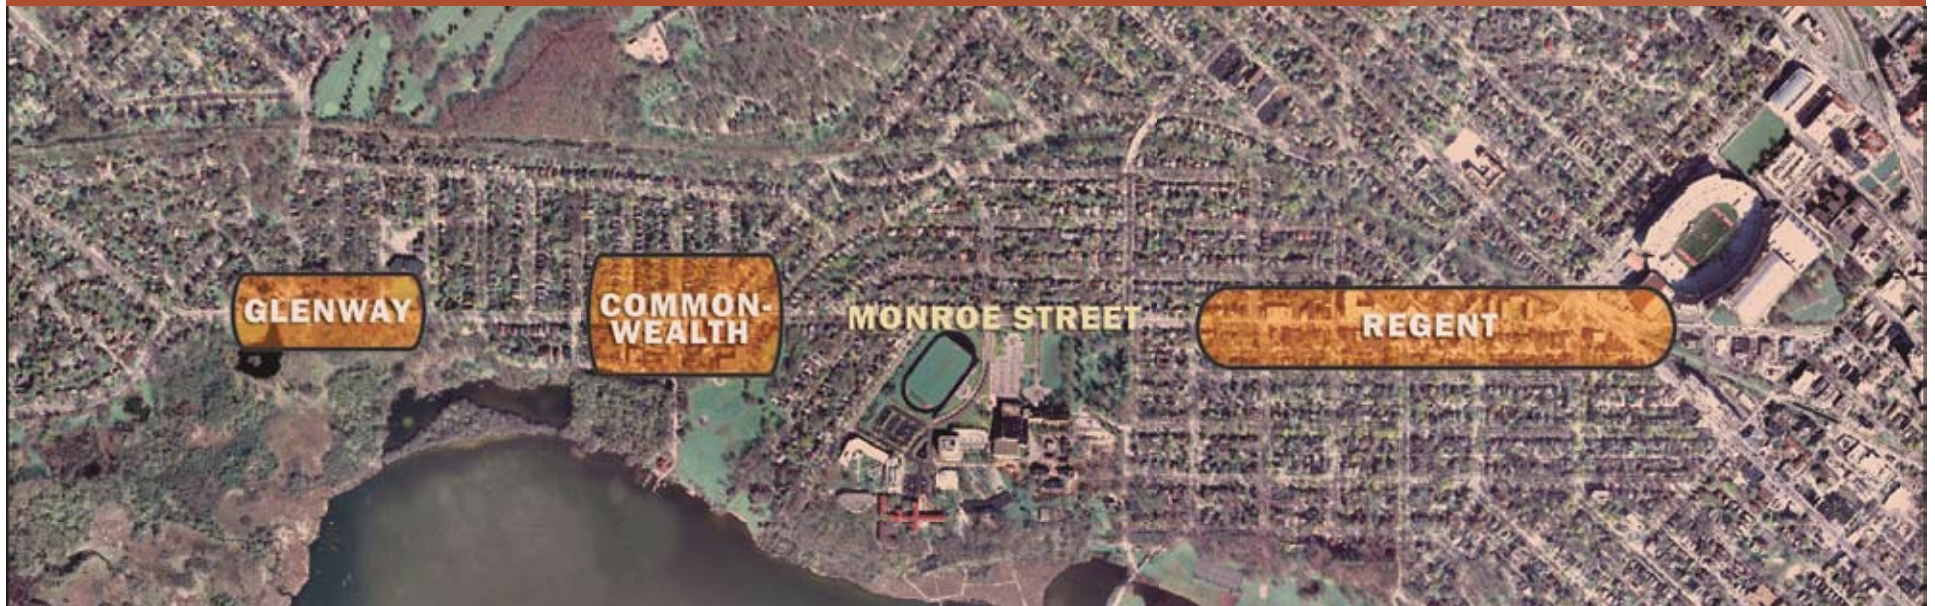 GLENWAY
COMMON-
WEALTH
MONROE STREET
REGENT